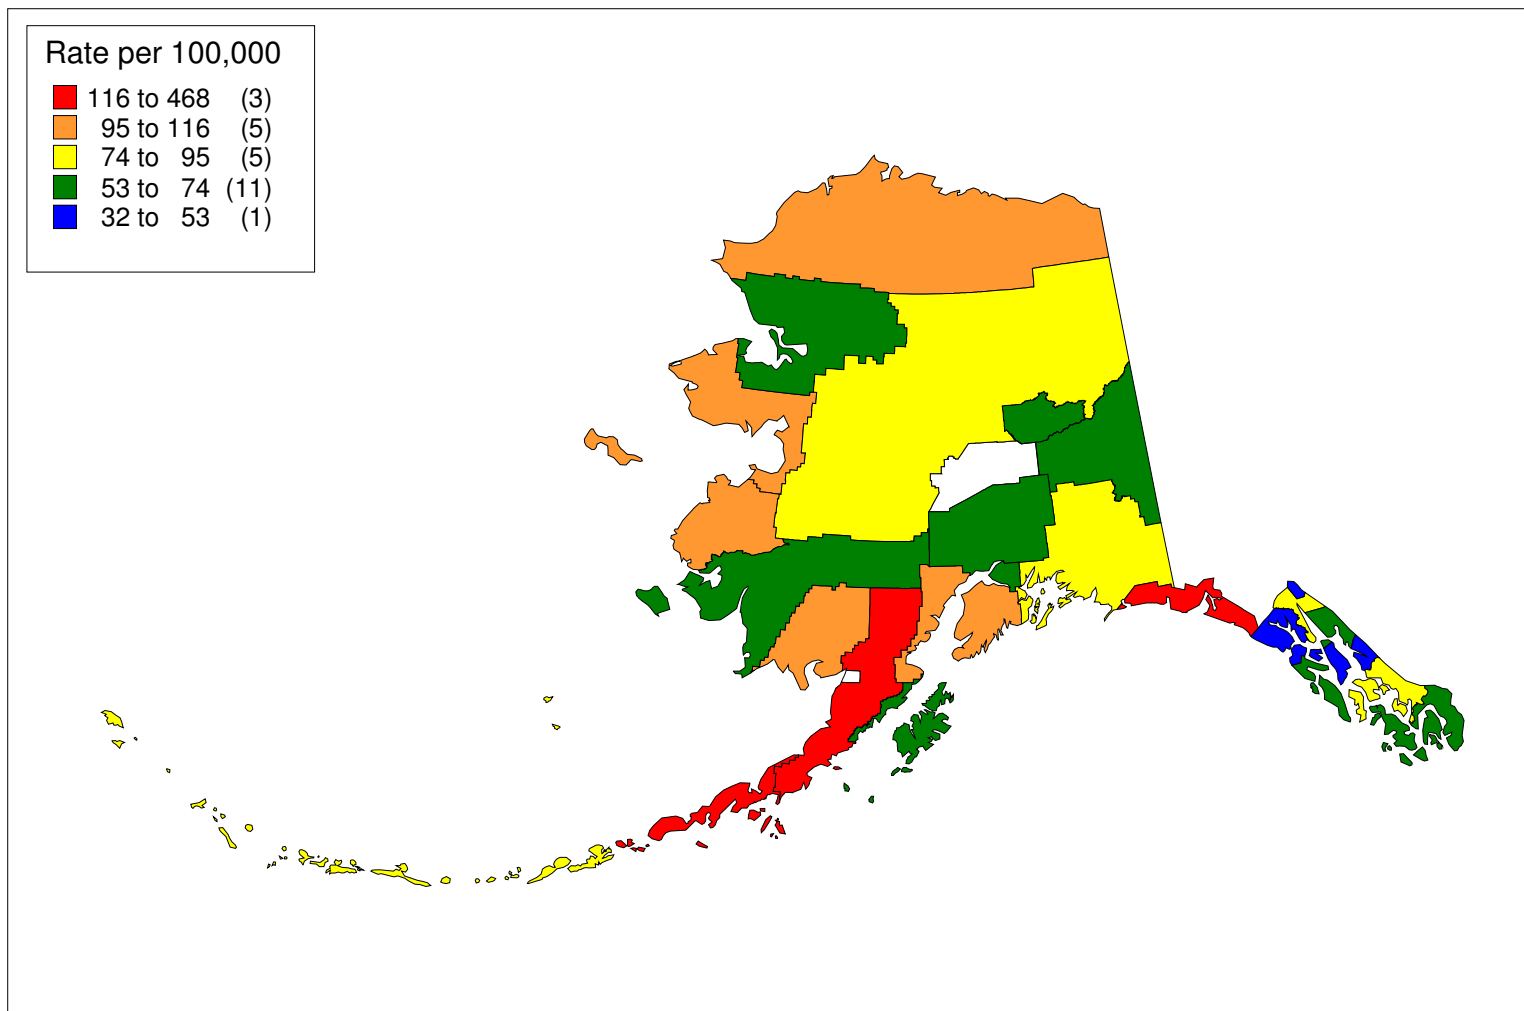 Rate per 100,000
116 to 468 (3)
95 to 116 (5)
74 to 95 (5)
53 to 74 (11)
32 to 53 (1)